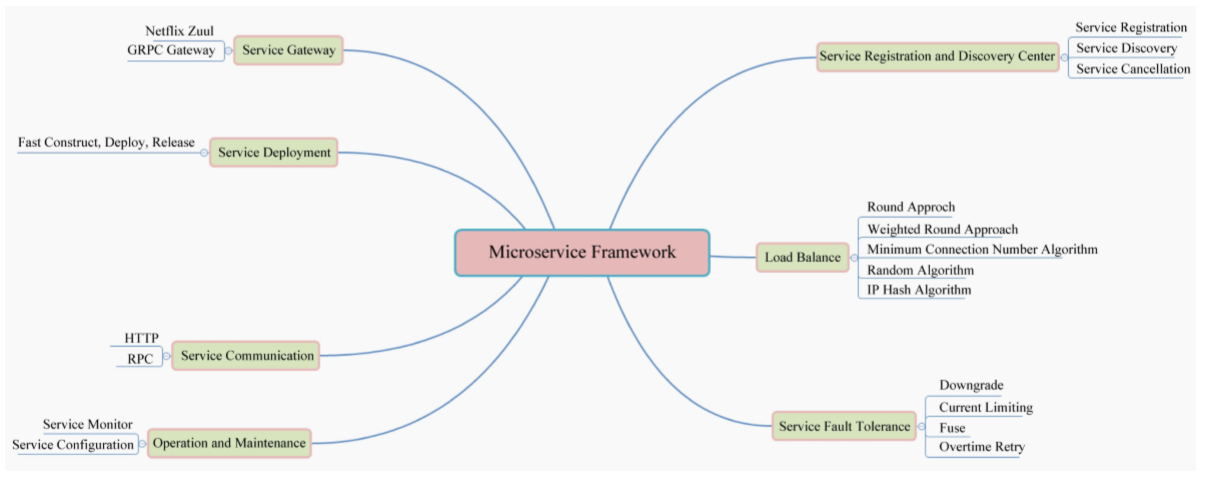 Netflix Zuul
GRPC Gateway
Service Gateway
Fast Construct, Deploy, Release
Service Deployment
Microservice Framework
HTTP
RPC
Service Communication
Service Monitor
Service Configuration
Operation and Maintenance
Service Registration and Discovery Center
Service Registration
Service Discovery
Service Cancellation
Load Balance
Round Approch
Weighted Round Approach
Minimum Connection Number Algorithm
Random Algorithm
IP Hash Algorithm
Service Fault Tolerance
Downgrade
Current Limiting
Fuse
Overtime Retry